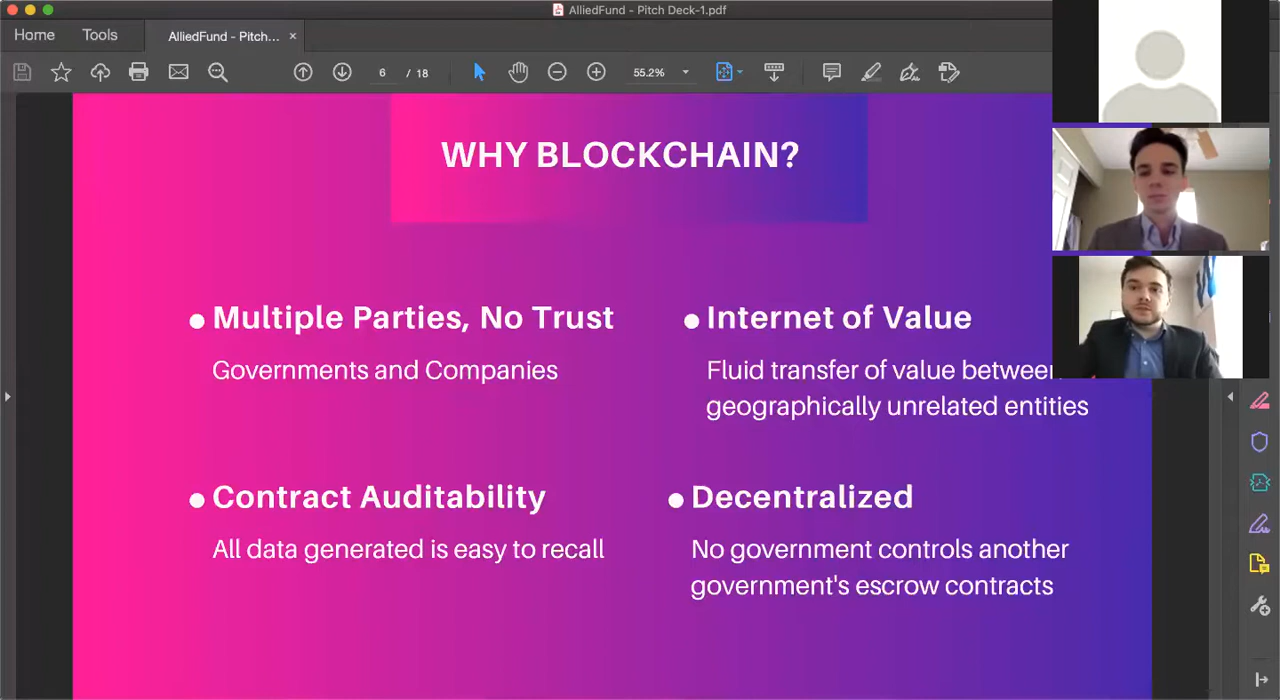 AlliedFund - Pitch Deck-1.pdf
Home Tools AlliedFund - Pitch... ×
6 / 18 55.2%
WHY BLOCKCHAIN?
Multiple Parties, No Trust
Governments and Companies
Internet of Value
Fluid transfer of value between
geographically unrelated entities
Contract Auditability
All data generated is easy to recall
Decentralized
No government controls another
government's escrow contracts